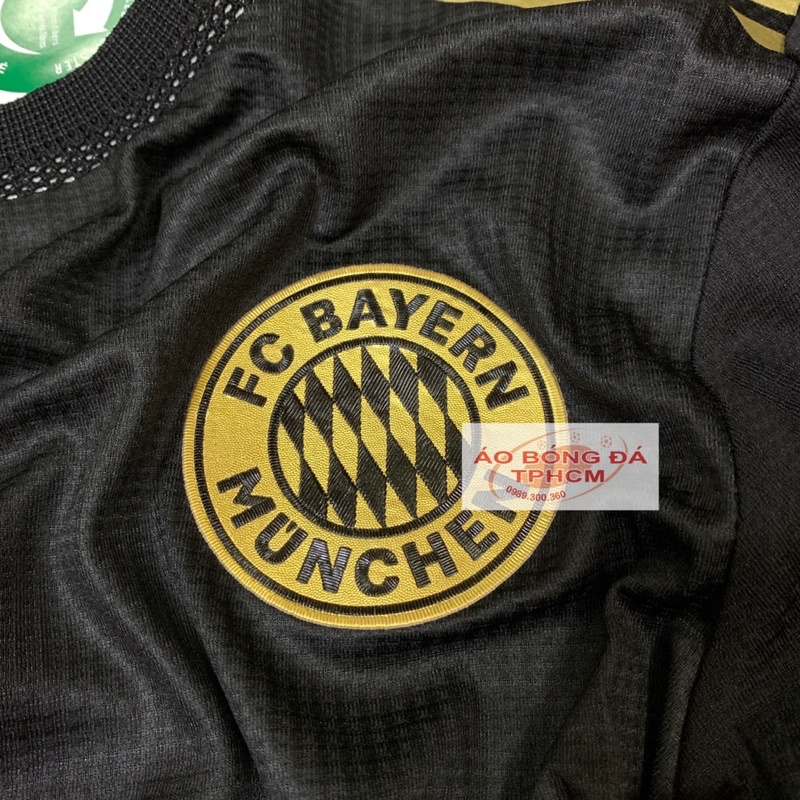 FC BAYERN
MÜNCHEN
ÁO BÓNG ĐÁ
TPHCM
0989.300.360